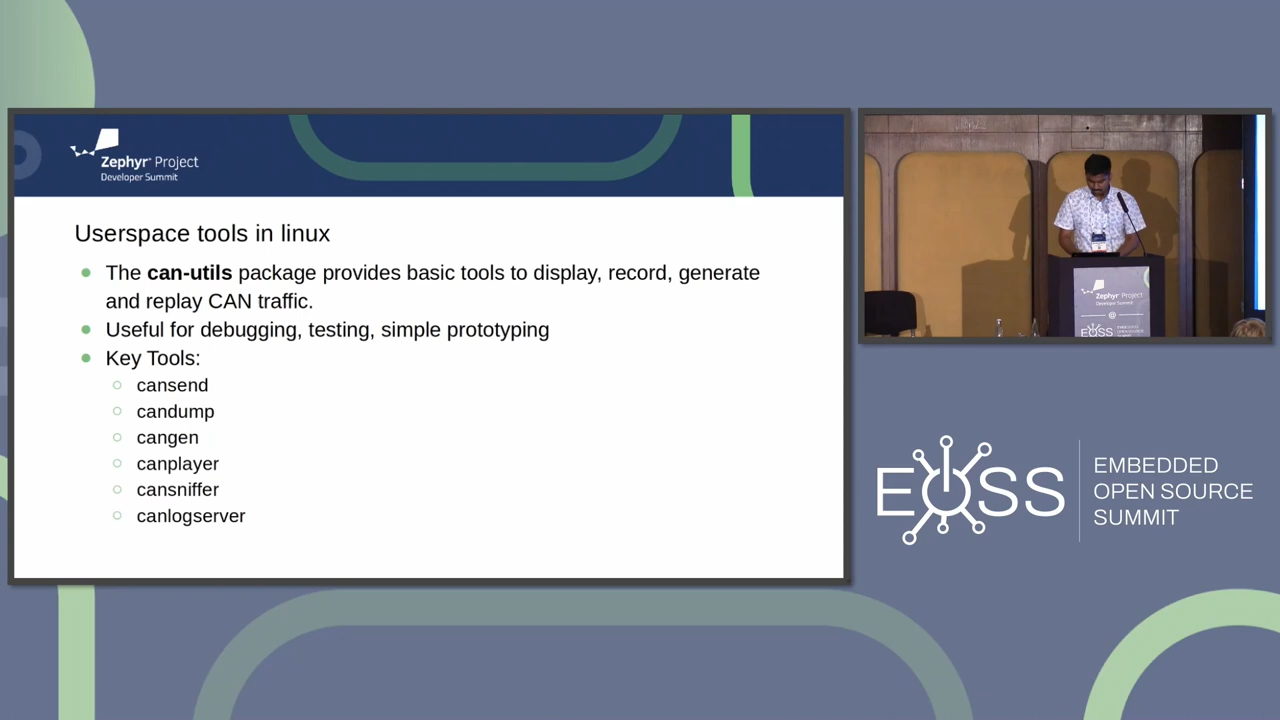 Zephyr® Project
Developer Summit
Userspace tools in linux
The can-utils package provides basic tools to display, record, generate
and replay CAN traffic.
Useful for debugging, testing, simple prototyping
Key Tools:
cansend
candump
cangen
canplayer
cansniffer
canlogserver
Zephyr Project
Developer Summit
@
EOSS
EOSS
EMBEDDED
OPEN SOURCE
SUMMIT